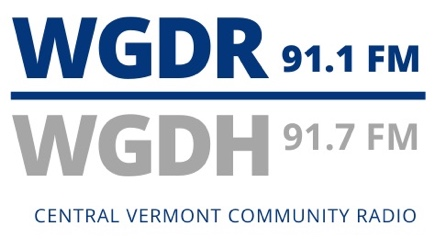 WGDR 91.1 FM
WGDH 91.7 FM
CENTRAL VERMONT COMMUNITY RADIO